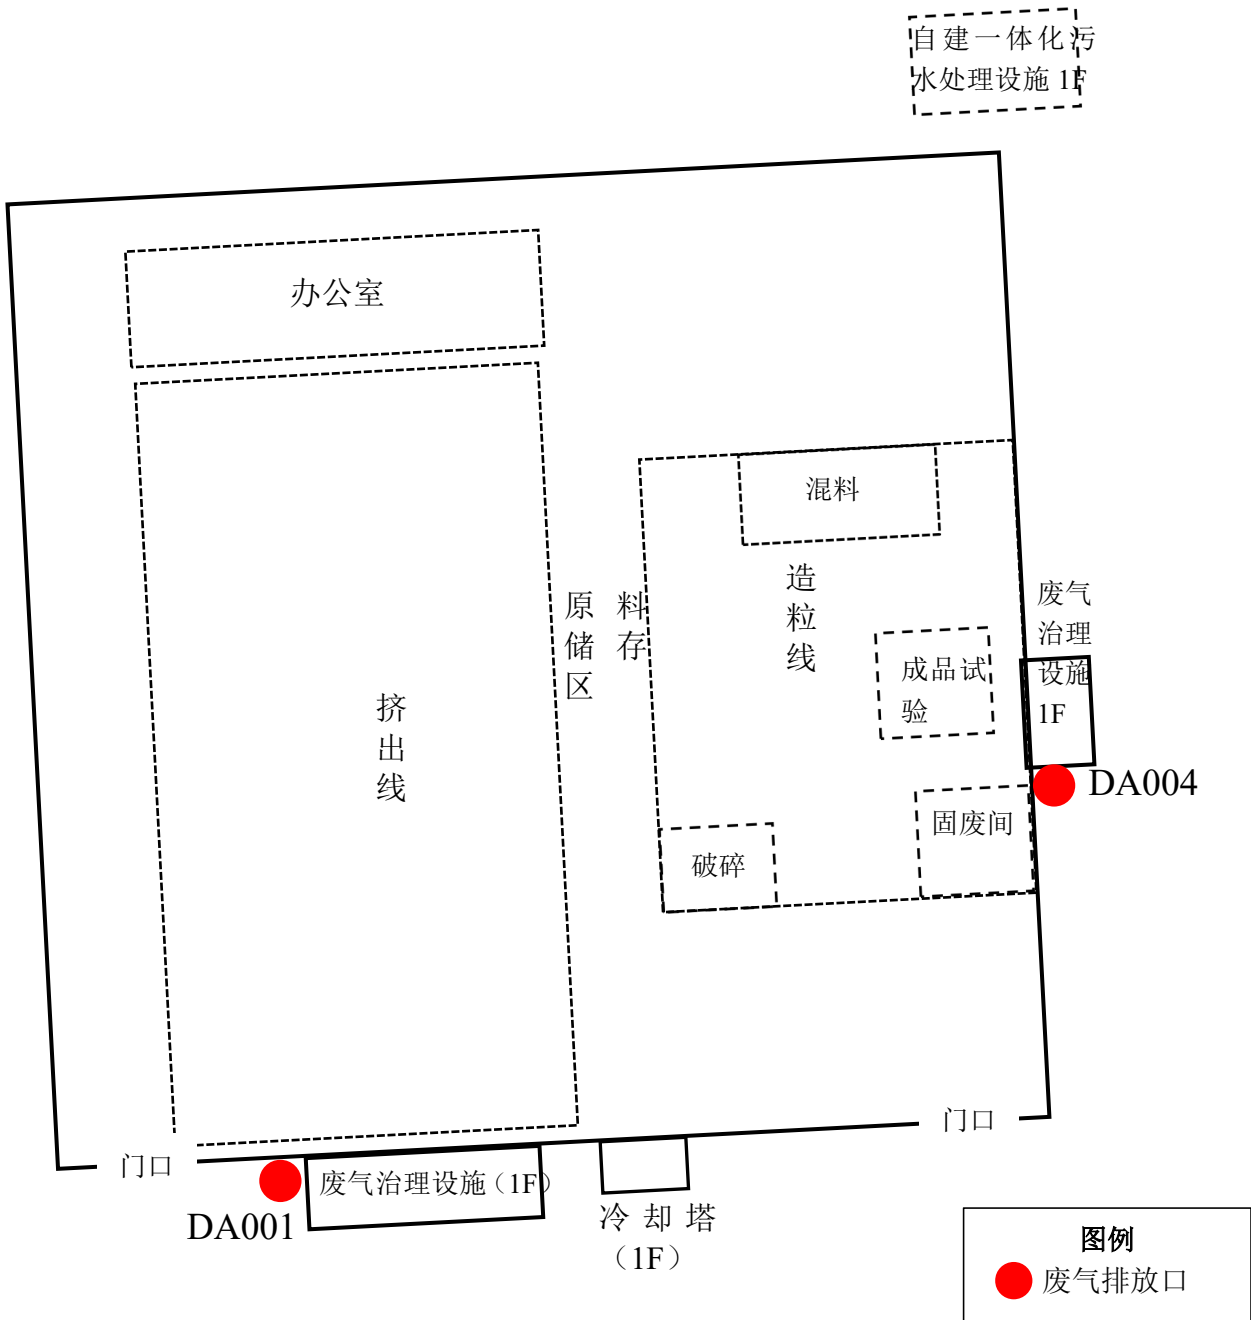 自建一体化污
水处理设施 1F
办公室
混料
造
粒
线
原 料
储 存
区
废气
治理
设施
1F
成品试
验
挤
出
线
DA004
固废间
破碎
门口
门口
废气治理设施（1F）
DA001
冷却塔
（1F）
图例
废气排放口